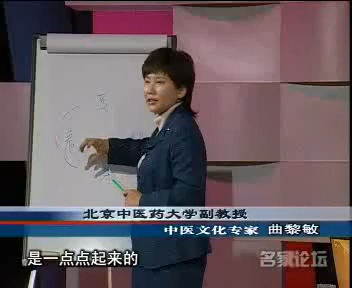 北京中医药大学副教授
中医文化专家 曲黎敏
是一点点起来的
名家论坛